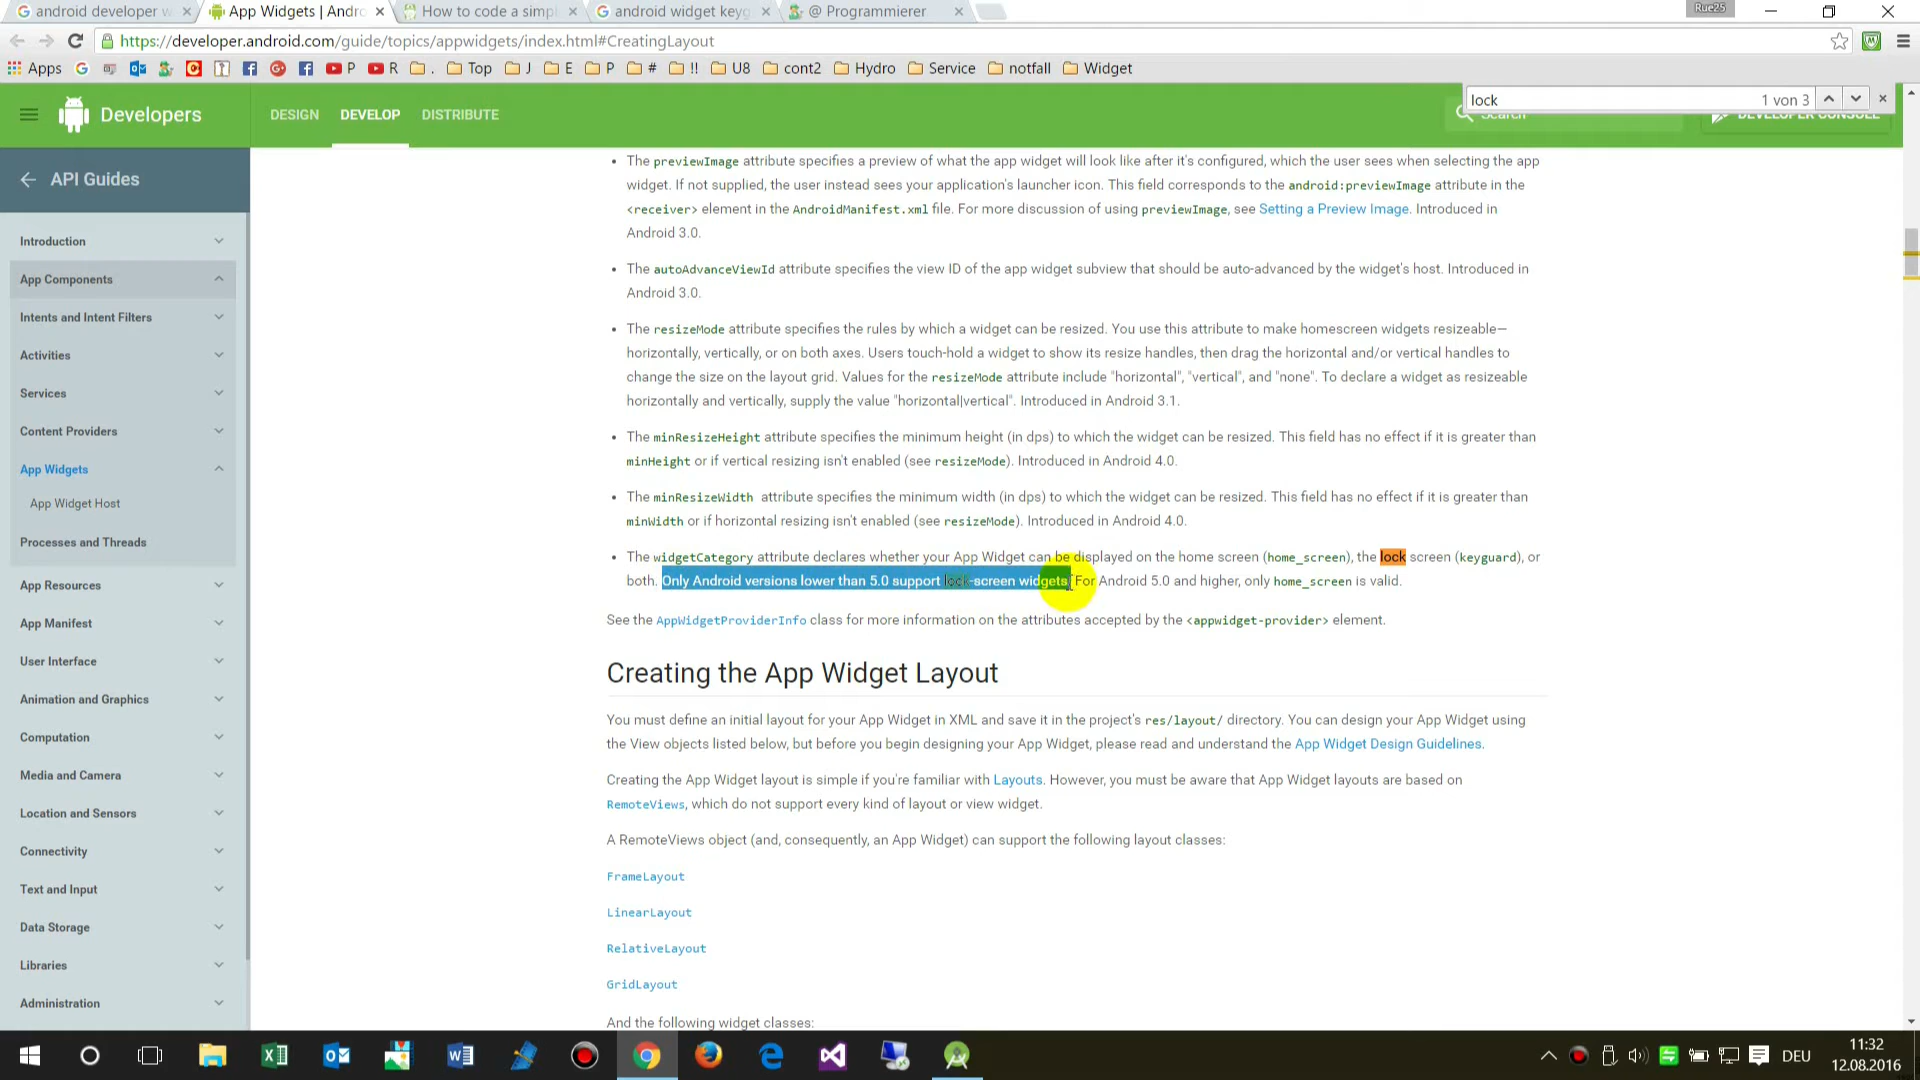 android developer w
App Widgets | Andro
How to code a simpl
android widget keyg
@ Programmierer
Rue25
https://developer.android.com/guide/topics/appwidgets/index.html#CreatingLayout
Apps
P
R
.
Top
J
E
P
#
!!
U8
cont2
Hydro
Service
notfall
Widget
lock
1 von 3
Developers
DESIGN
DEVELOP
DISTRIBUTE
Search
DEVELOPER CONSOLE
API Guides
Introduction
App Components
Intents and Intent Filters
Activities
Services
Content Providers
App Widgets
App Widget Host
Processes and Threads
App Resources
App Manifest
User Interface
Animation and Graphics
Computation
Media and Camera
Location and Sensors
Connectivity
Text and Input
Data Storage
Libraries
Administration
The previewImage attribute specifies a preview of what the app widget will look like after it's configured, which the user sees when selecting the app
widget. If not supplied, the user instead sees your application's launcher icon. This field corresponds to the android:previewImage attribute in the
<receiver> element in the AndroidManifest.xml file. For more discussion of using previewImage, see Setting a Preview Image. Introduced in
Android 3.0.
The autoAdvanceViewId attribute specifies the view ID of the app widget subview that should be auto-advanced by the widget's host. Introduced in
Android 3.0.
The resizeMode attribute specifies the rules by which a widget can be resized. You use this attribute to make homescreen widgets resizeable—
horizontally, vertically, or on both axes. Users touch-hold a widget to show its resize handles, then drag the horizontal and/or vertical handles to
change the size on the layout grid. Values for the resizeMode attribute include "horizontal", "vertical", and "none". To declare a widget as resizeable
horizontally and vertically, supply the value "horizontal|vertical". Introduced in Android 3.1.
The minResizeHeight attribute specifies the minimum height (in dps) to which the widget can be resized. This field has no effect if it is greater than
minHeight or if vertical resizing isn't enabled (see resizeMode). Introduced in Android 4.0.
The minResizeWidth attribute specifies the minimum width (in dps) to which the widget can be resized. This field has no effect if it is greater than
minWidth or if horizontal resizing isn't enabled (see resizeMode). Introduced in Android 4.0.
The widgetCategory attribute declares whether your App Widget can be displayed on the home screen (home_screen), the lock screen (keyguard), or
both. Only Android versions lower than 5.0 support lock-screen widgets. For Android 5.0 and higher, only home_screen is valid.
See the AppWidgetProviderInfo class for more information on the attributes accepted by the <appwidget-provider> element.
Creating the App Widget Layout
You must define an initial layout for your App Widget in XML and save it in the project's res/layout/ directory. You can design your App Widget using
the View objects listed below, but before you begin designing your App Widget, please read and understand the App Widget Design Guidelines.
Creating the App Widget layout is simple if you're familiar with Layouts. However, you must be aware that App Widget layouts are based on
RemoteViews, which do not support every kind of layout or view widget.
A RemoteViews object (and, consequently, an App Widget) can support the following layout classes:
FrameLayout
LinearLayout
RelativeLayout
GridLayout
And the following widget classes:
DEU
11:32
12.08.2016